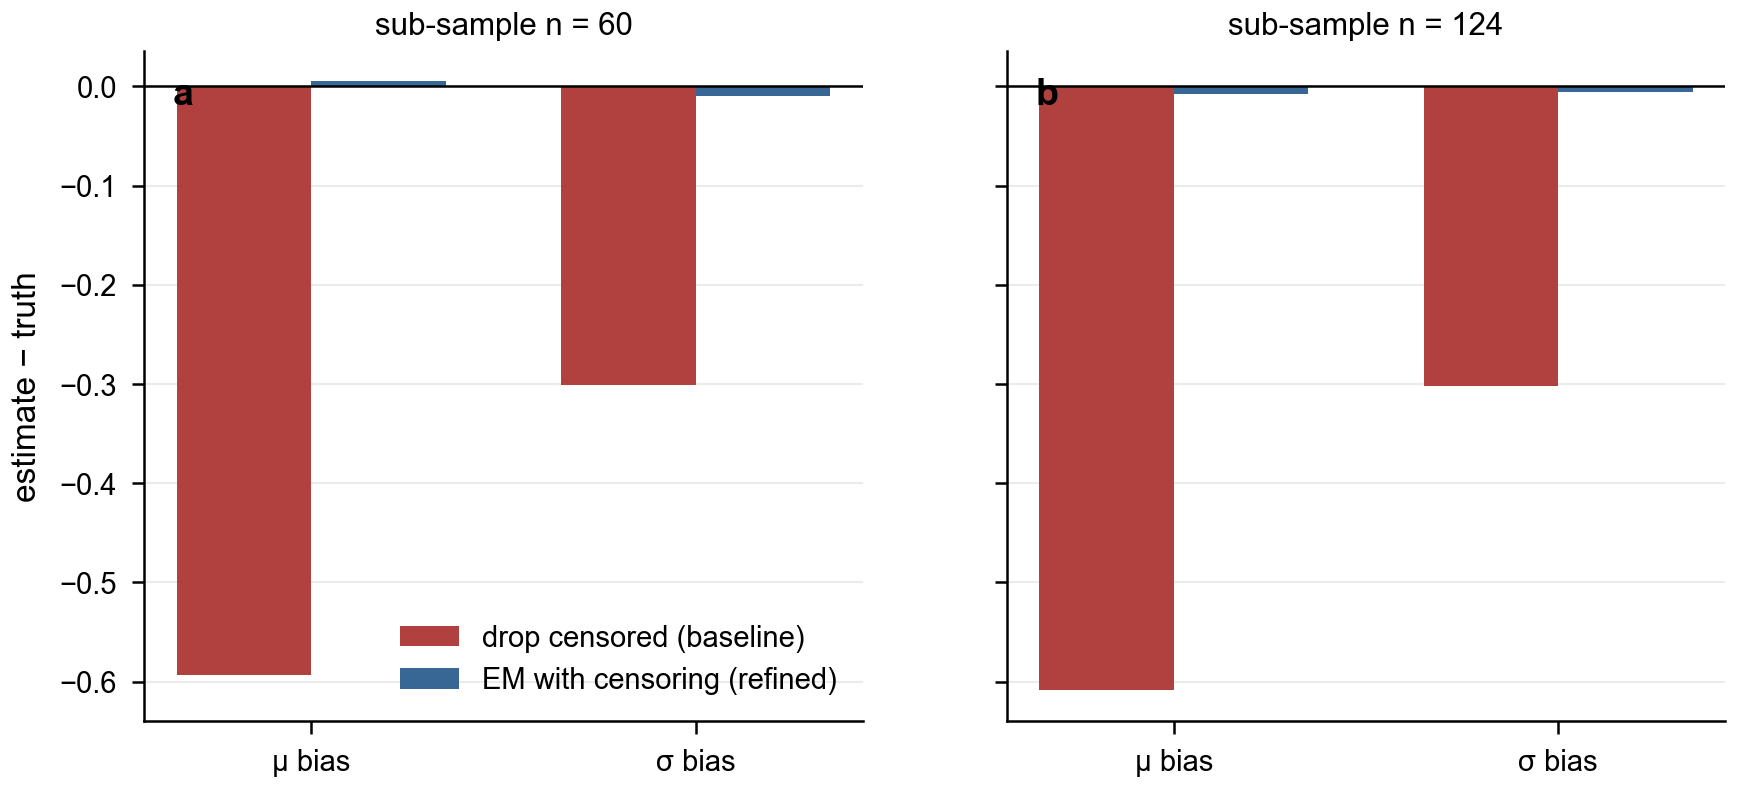 sub-sample n = 60
a
0.0
−0.1
−0.2
−0.3
−0.4
−0.5
−0.6
estimate − truth
drop censored (baseline)
EM with censoring (refined)
μ bias
σ bias
sub-sample n = 124
b
μ bias
σ bias